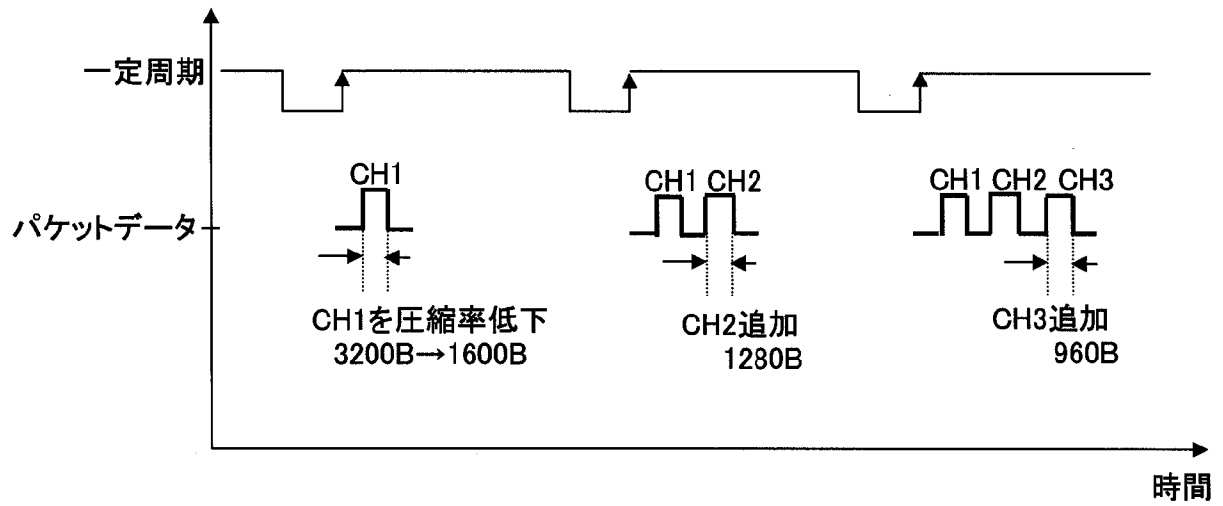 一定周期
CH1
CH1 CH2
CH1 CH2 CH3
パケットデータ
CH1を圧縮率低下
3200B→1600B
CH2追加
1280B
CH3追加
960B
時間